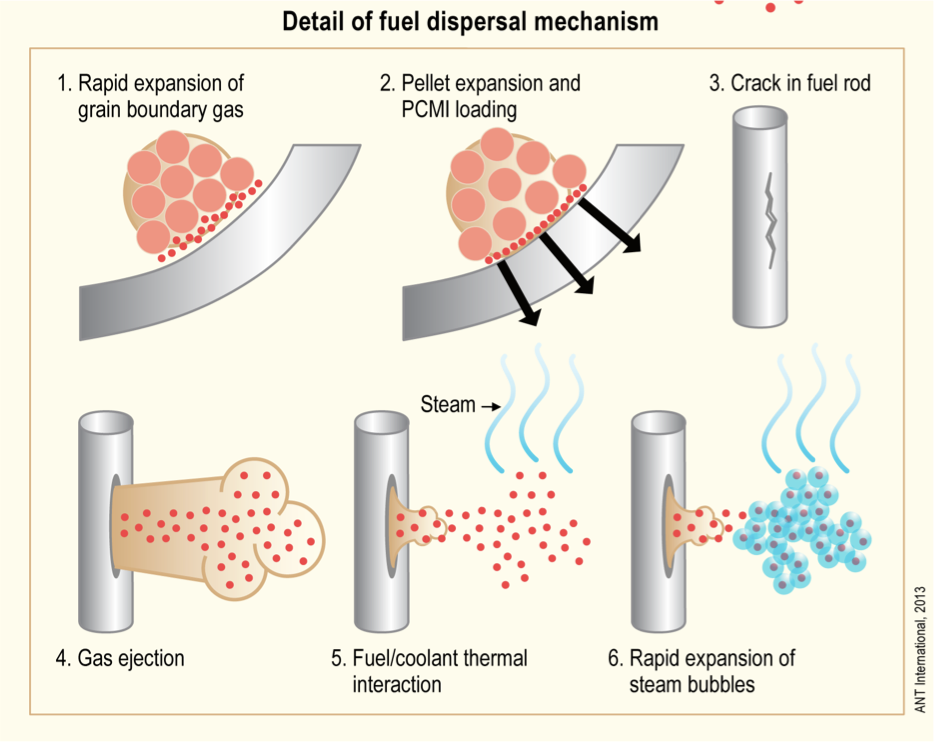 Detail of fuel dispersal mechanism
1. Rapid expansion of
grain boundary gas
2. Pellet expansion and
PCMI loading
3. Crack in fuel rod
Steam
4. Gas ejection
5. Fuel/coolant thermal
interaction
6. Rapid expansion of
steam bubbles
ANT International, 2013